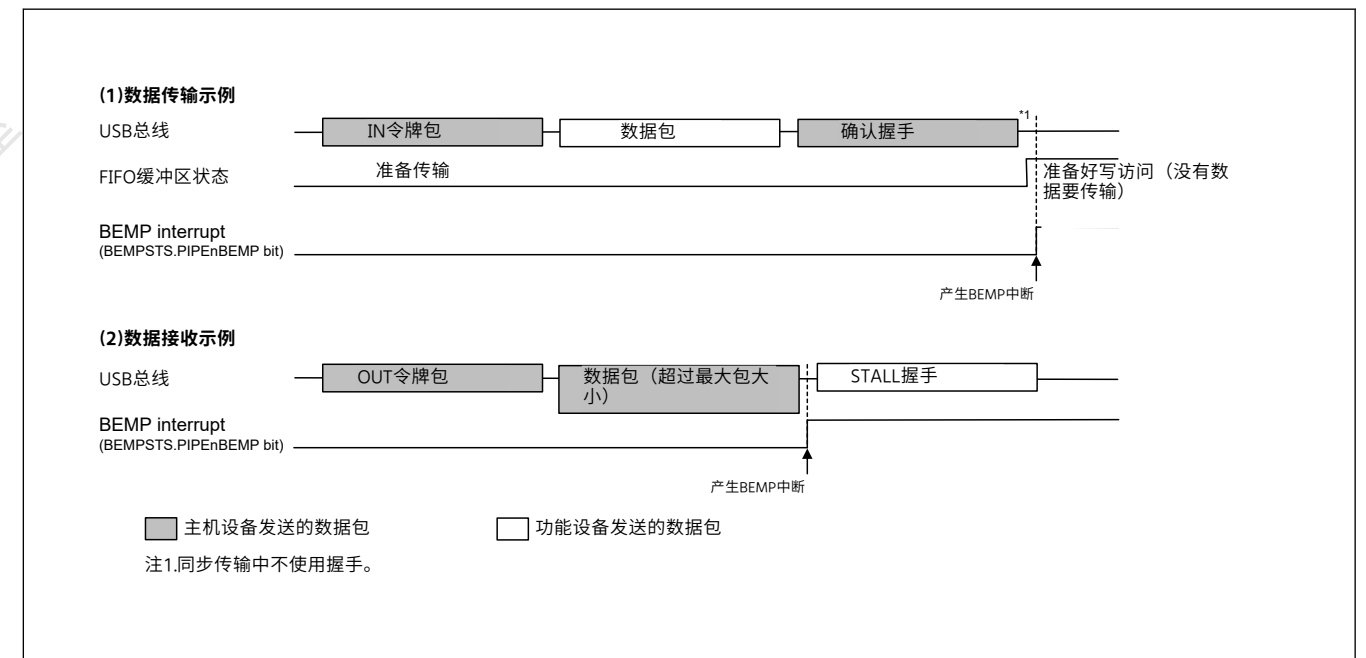 (1)数据传输示例
USB总线
IN令牌包
数据包
确认握手
*1
FIFO缓冲区状态
准备传输
准备好写访问（没有数
据要传输）
BEMP interrupt
(BEMPSTS.PIPEnBEMP bit)
产生BEMP中断
(2)数据接收示例
USB总线
OUT令牌包
数据包（超过最大包大
小）
STALL握手
BEMP interrupt
(BEMPSTS.PIPEnBEMP bit)
产生BEMP中断
主机设备发送的数据包
功能设备发送的数据包
注1.同步传输中不使用握手。